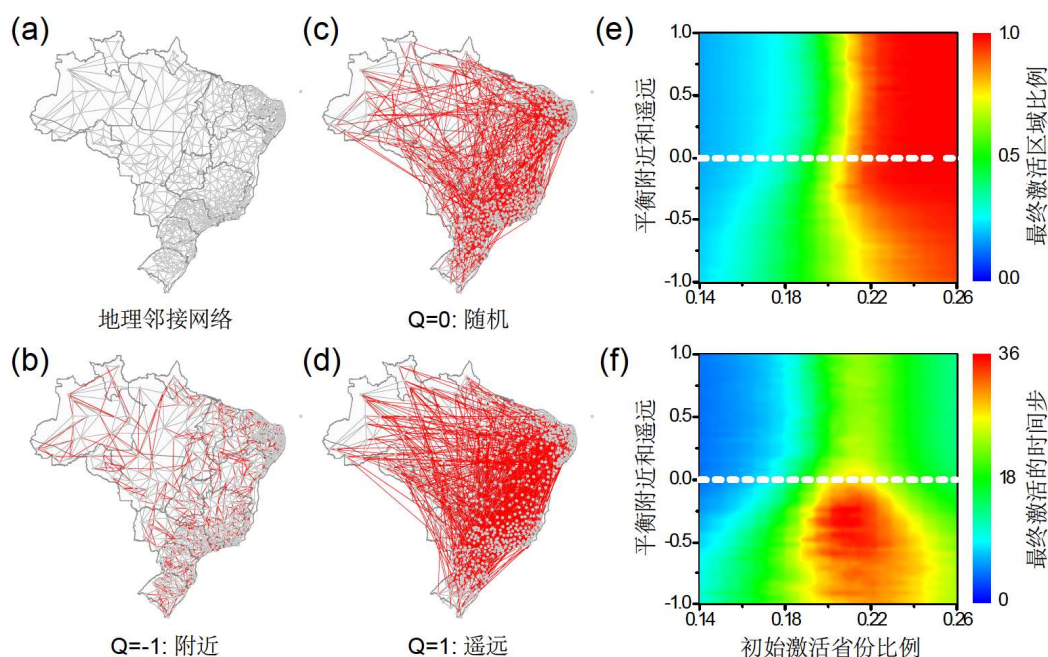 (a)
地理邻接网络
(c)
Q=0: 随机
(e)
平衡附近和遥远
1.0
0.5
0.0
-0.5
-1.0
0.14
0.18
0.22
0.26
1.0
0.5
0.0
最终激活区域比例
(b)
Q=-1: 附近
(d)
Q=1: 遥远
(f)
平衡附近和遥远
1.0
0.5
0.0
-0.5
-1.0
0.14
0.18
0.22
0.26
初始激活省份比例
36
18
0
最终激活的时间步